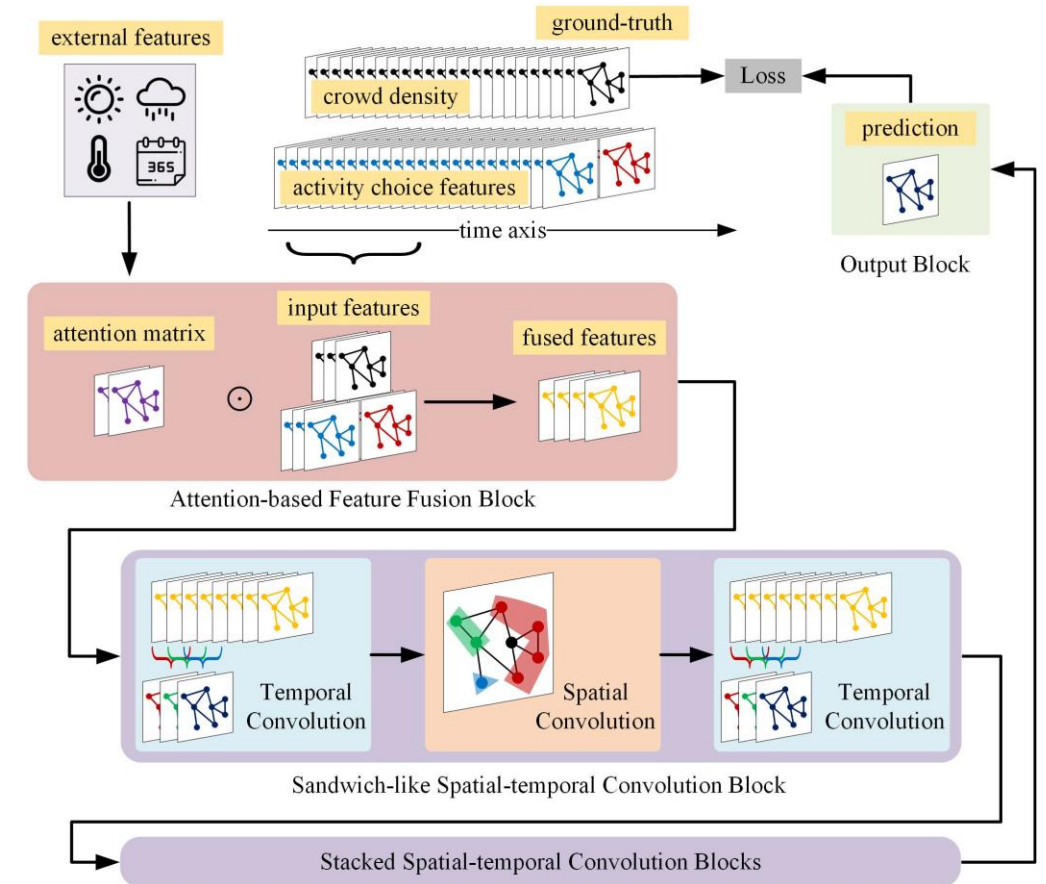 external features
365
ground-truth
crowd density
Loss
activity choice features
prediction
time axis
Output Block
attention matrix
input features
fused features
Attention-based Feature Fusion Block
Temporal
Convolution
Spatial
Convolution
Temporal
Convolution
Sandwich-like Spatial-temporal Convolution Block
Stacked Spatial-temporal Convolution Blocks